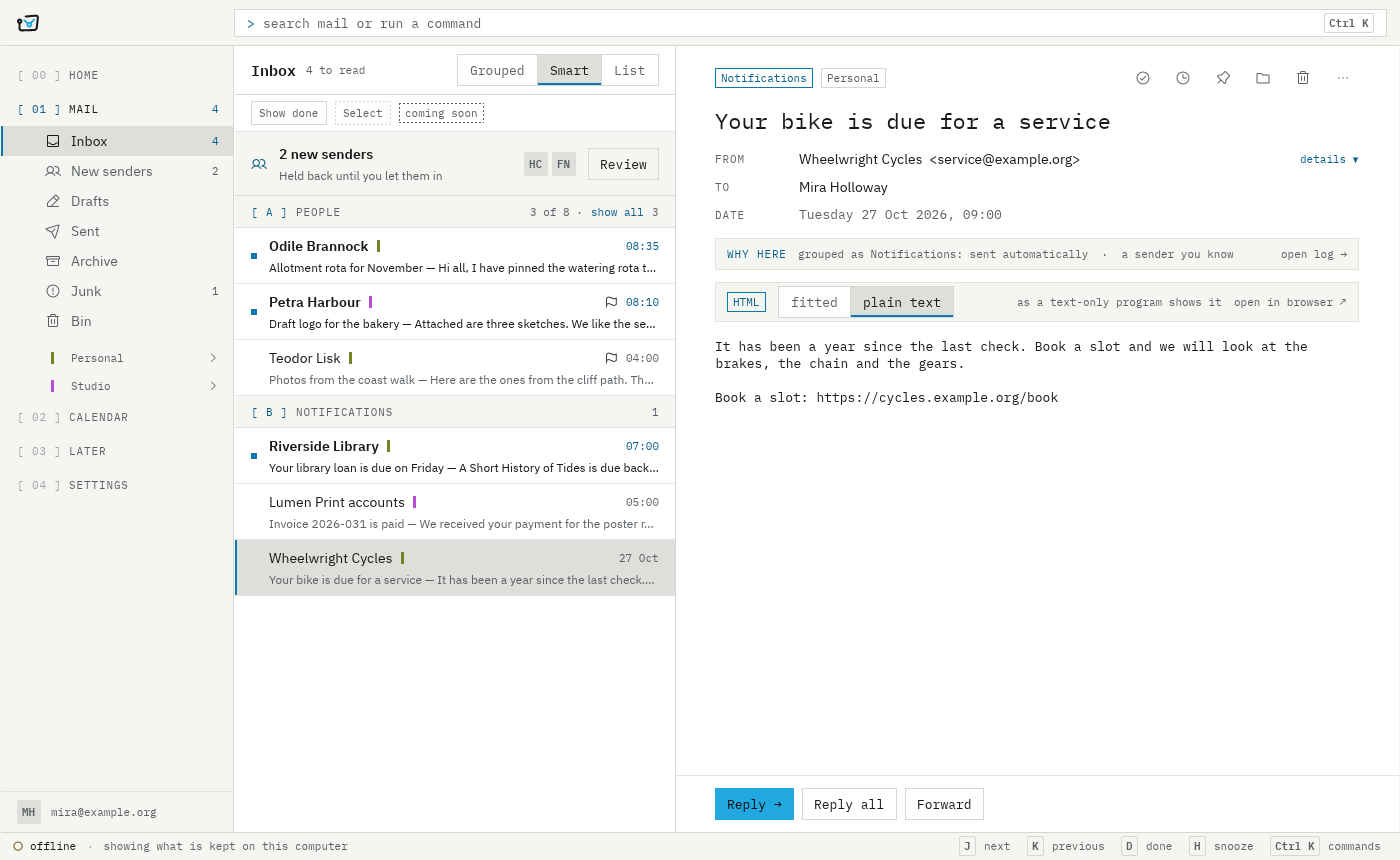 > search mail or run a command
Ctrl K
[ 00 ] HOME
[ 01 ] MAIL 4
Inbox 4
New senders 2
Drafts
Sent
Archive
Junk 1
Bin
Personal
Studio
[ 02 ] CALENDAR
[ 03 ] LATER
[ 04 ] SETTINGS
MH mira@example.org
Inbox 4 to read
Grouped Smart List
Show done Select coming soon
2 new senders
Held back until you let them in
HC FN Review
[ A ] PEOPLE 3 of 8 · show all 3
Odile Brannock 08:35
Allotment rota for November — Hi all, I have pinned the watering rota t…
Petra Harbour 08:10
Draft logo for the bakery — Attached are three sketches. We like the se…
Teodor Lisk 04:00
Photos from the coast walk — Here are the ones from the cliff path. Th…
[ B ] NOTIFICATIONS 1
Riverside Library 07:00
Your library loan is due on Friday — A Short History of Tides is due back…
Lumen Print accounts 05:00
Invoice 2026-031 is paid — We received your payment for the poster r…
Wheelwright Cycles 27 Oct
Your bike is due for a service — It has been a year since the last check.…
Notifications Personal
Your bike is due for a service
FROM Wheelwright Cycles <service@example.org> details ▾
TO Mira Holloway
DATE Tuesday 27 Oct 2026, 09:00
WHY HERE grouped as Notifications: sent automatically · a sender you know open log →
HTML fitted plain text as a text-only program shows it open in browser ↗
It has been a year since the last check. Book a slot and we will look at the
brakes, the chain and the gears.
Book a slot: https://cycles.example.org/book
Reply → Reply all Forward
offline · showing what is kept on this computer
J next K previous D done H snooze Ctrl K commands